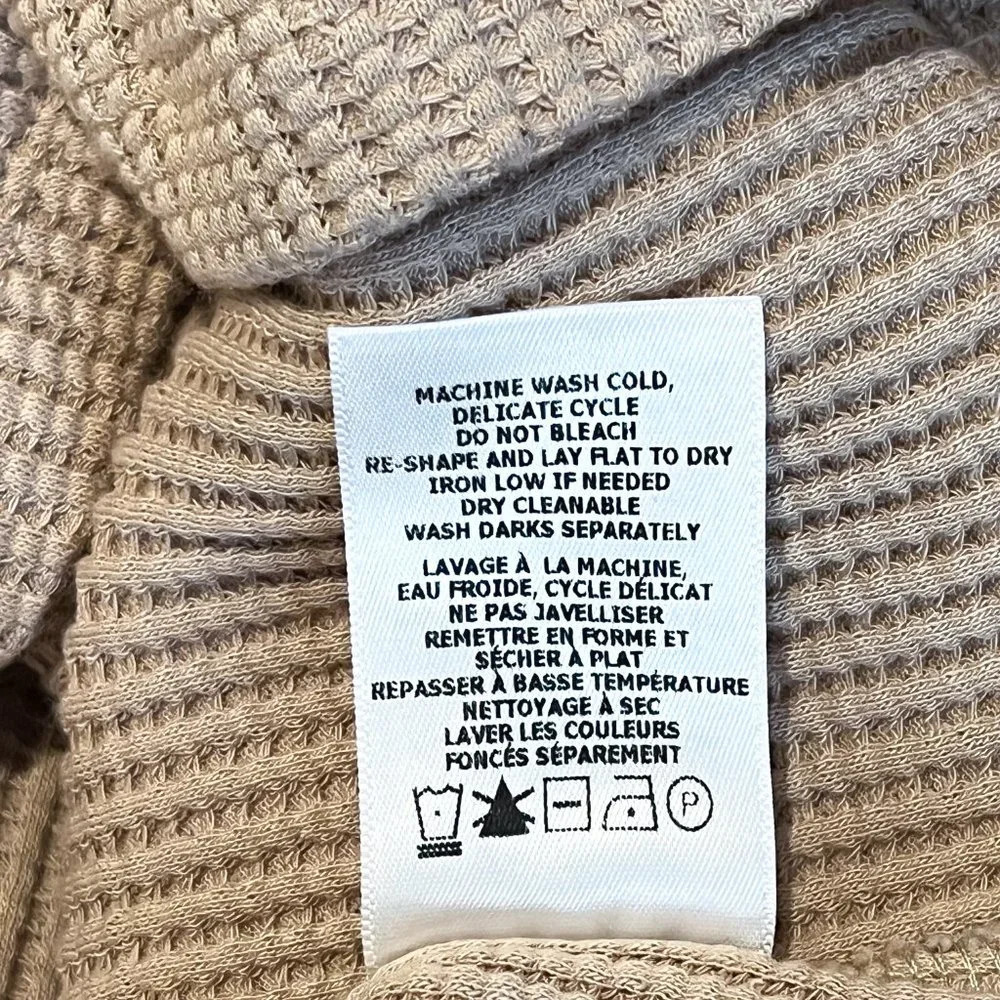 MACHINE WASH COLD,
DELICATE CYCLE
DO NOT BLEACH
RE-SHAPE AND LAY FLAT TO DRY
IRON LOW IF NEEDED
DRY CLEANABLE
WASH DARKS SEPARATELY
LAVAGE À LA MACHINE,
EAU FROIDE, CYCLE DÉLICAT
NE PAS JAVELLISER
REMETTRE EN FORME ET
SÉCHER À PLAT
REPASSER À BASSE TEMPÉRATURE
NETTOYAGE À SEC
LAVER LES COULEURS
FONCÉS SÉPAREMENT
P